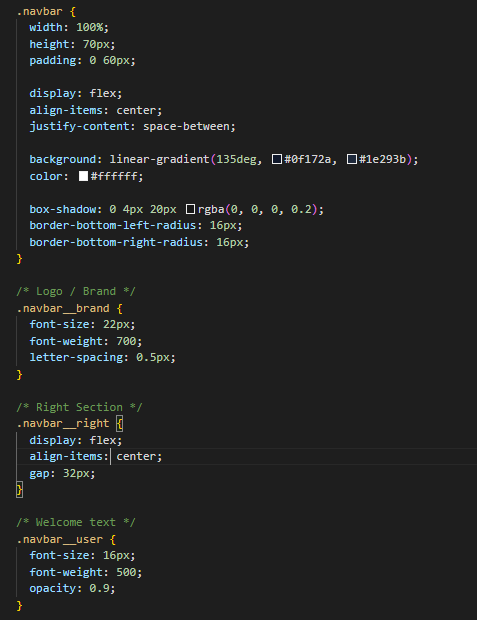 .navbar {
  width: 100%;
  height: 70px;
  padding: 0 60px;

  display: flex;
  align-items: center;
  justify-content: space-between;

  background: linear-gradient(135deg, #0f172a, #1e293b);
  color: #ffffff;

  box-shadow: 0 4px 20px rgba(0, 0, 0, 0.2);
  border-bottom-left-radius: 16px;
  border-bottom-right-radius: 16px;
}

/* Logo / Brand */
.navbar__brand {
  font-size: 22px;
  font-weight: 700;
  letter-spacing: 0.5px;
}

/* Right Section */
.navbar__right {
  display: flex;
  align-items: center;
  gap: 32px;
}

/* Welcome text */
.navbar__user {
  font-size: 16px;
  font-weight: 500;
  opacity: 0.9;
}